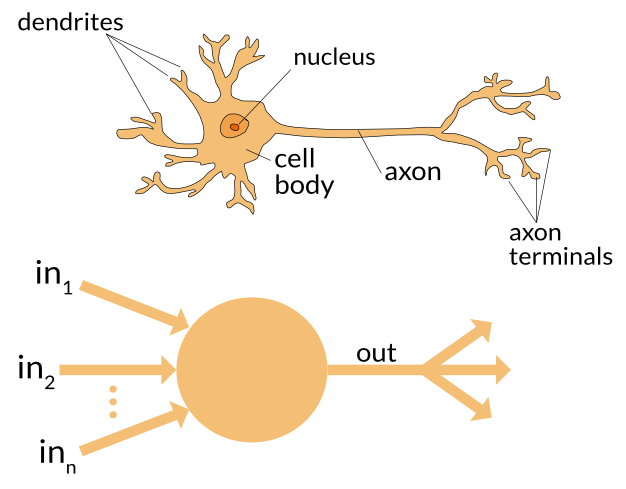 dendrites
nucleus
cell
body
axon
axon
terminals
in1
in2
inn
out